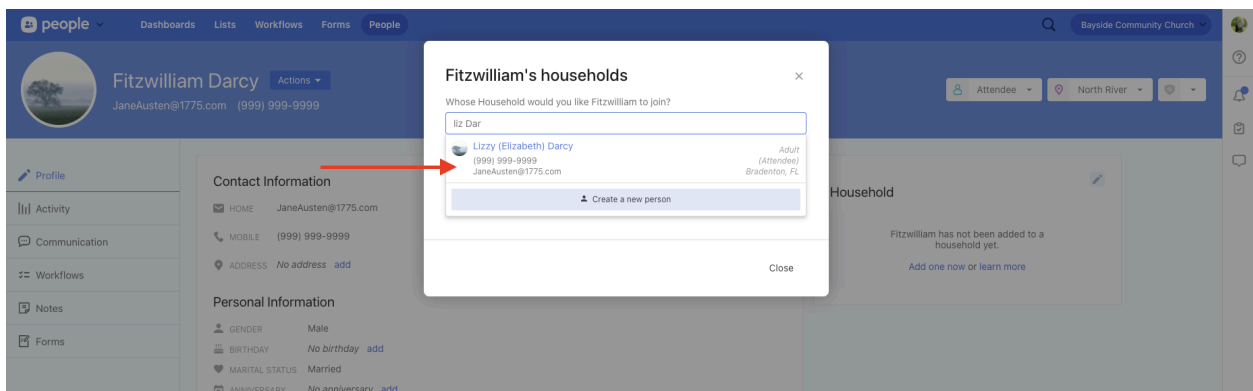 people
Dashboards Lists Workflows Forms People
Bayside Community Church
Fitzwilliam Darcy Actions
JaneAusten@1775.com (999) 999-9999
Attendee North River
Fitzwilliam's households
Whose Household would you like Fitzwilliam to join?
liz Dar
Lizzy (Elizabeth) Darcy
(999) 999-9999
JaneAusten@1775.com
Adult
(Attendee)
Bradenton, FL
Create a new person
Close
Profile
Activity
Communication
Workflows
Notes
Forms
Contact Information
HOME JaneAusten@1775.com
MOBILE (999) 999-9999
ADDRESS No address add
Personal Information
GENDER Male
BIRTHDAY No birthday add
MARITAL STATUS Married
ANNIVERSARY No anniversary add
Household
Fitzwilliam has not been added to a
household yet.
Add one now or learn more